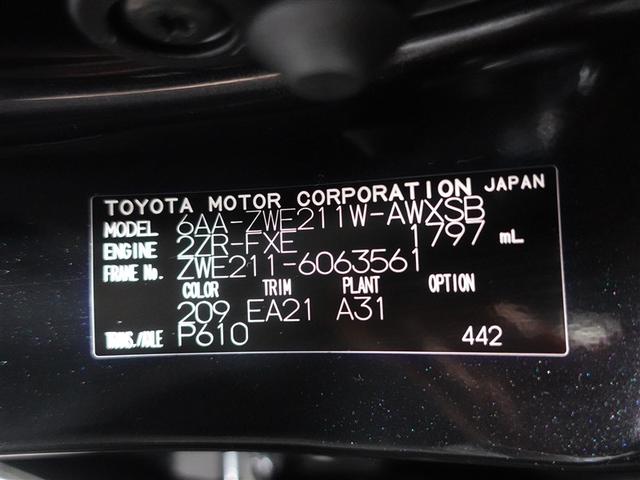 TOYOTA MOTOR CORPORATION JAPAN
MODEL 6AA-ZWE211W-AWXSB
ENGINE 2ZR-FXE 1797 mL
FRAME No. ZWE211-6063561
COLOR TRIM PLANT OPTION
209 EA21 A31
TRANS./AXLE P610 442